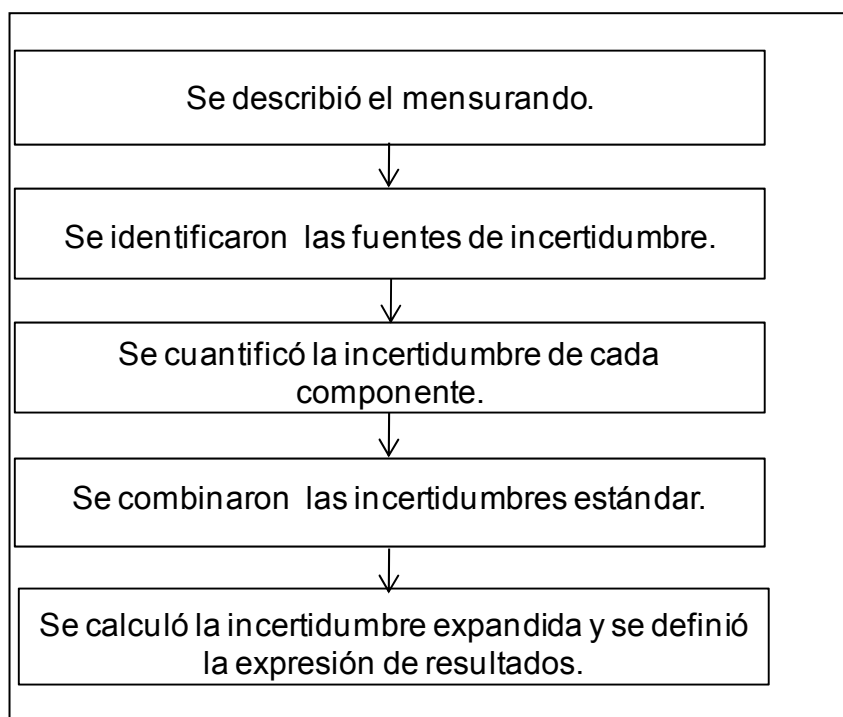 Se describió el mensurando.
Se identificaron las fuentes de incertidumbre.
Se cuantificó la incertidumbre de cada
componente.
Se combinaron las incertidumbres estándar.
Se calculó la incertidumbre expandida y se definió
la expresión de resultados.